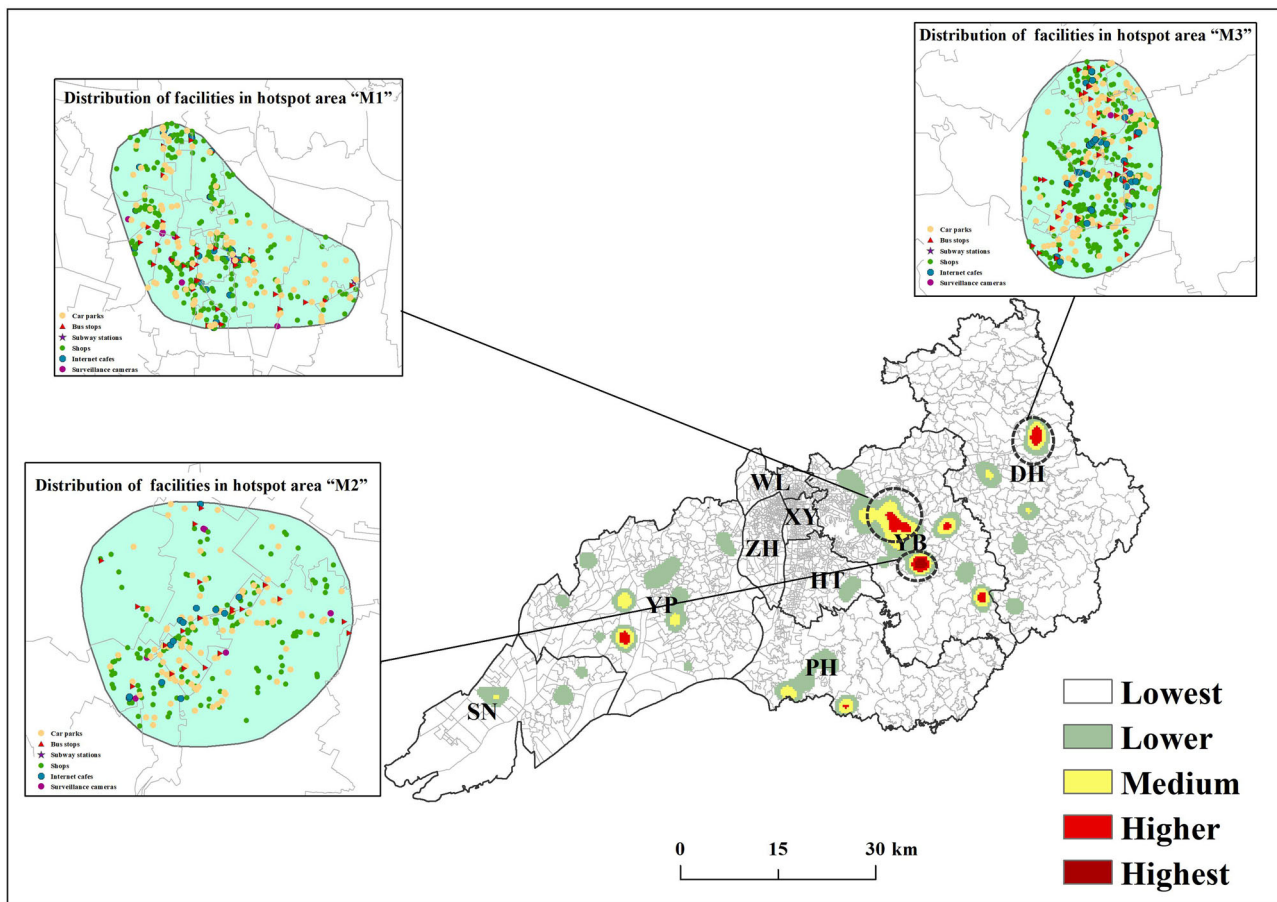 Distribution of facilities in hotspot area “M3”
Car parks
Bus stops
Subway stations
Shops
Internet cafes
Surveillance cameras
Distribution of facilities in hotspot area “M1”
Car parks
Bus stops
Subway stations
Shops
Internet cafes
Surveillance cameras
Distribution of facilities in hotspot area “M2”
Car parks
Bus stops
Subway stations
Shops
Internet cafes
Surveillance cameras
WL
XY
ZH
HT
YB
DH
YP
PH
SN
Lowest
Lower
Medium
Higher
Highest
0 15 30 km